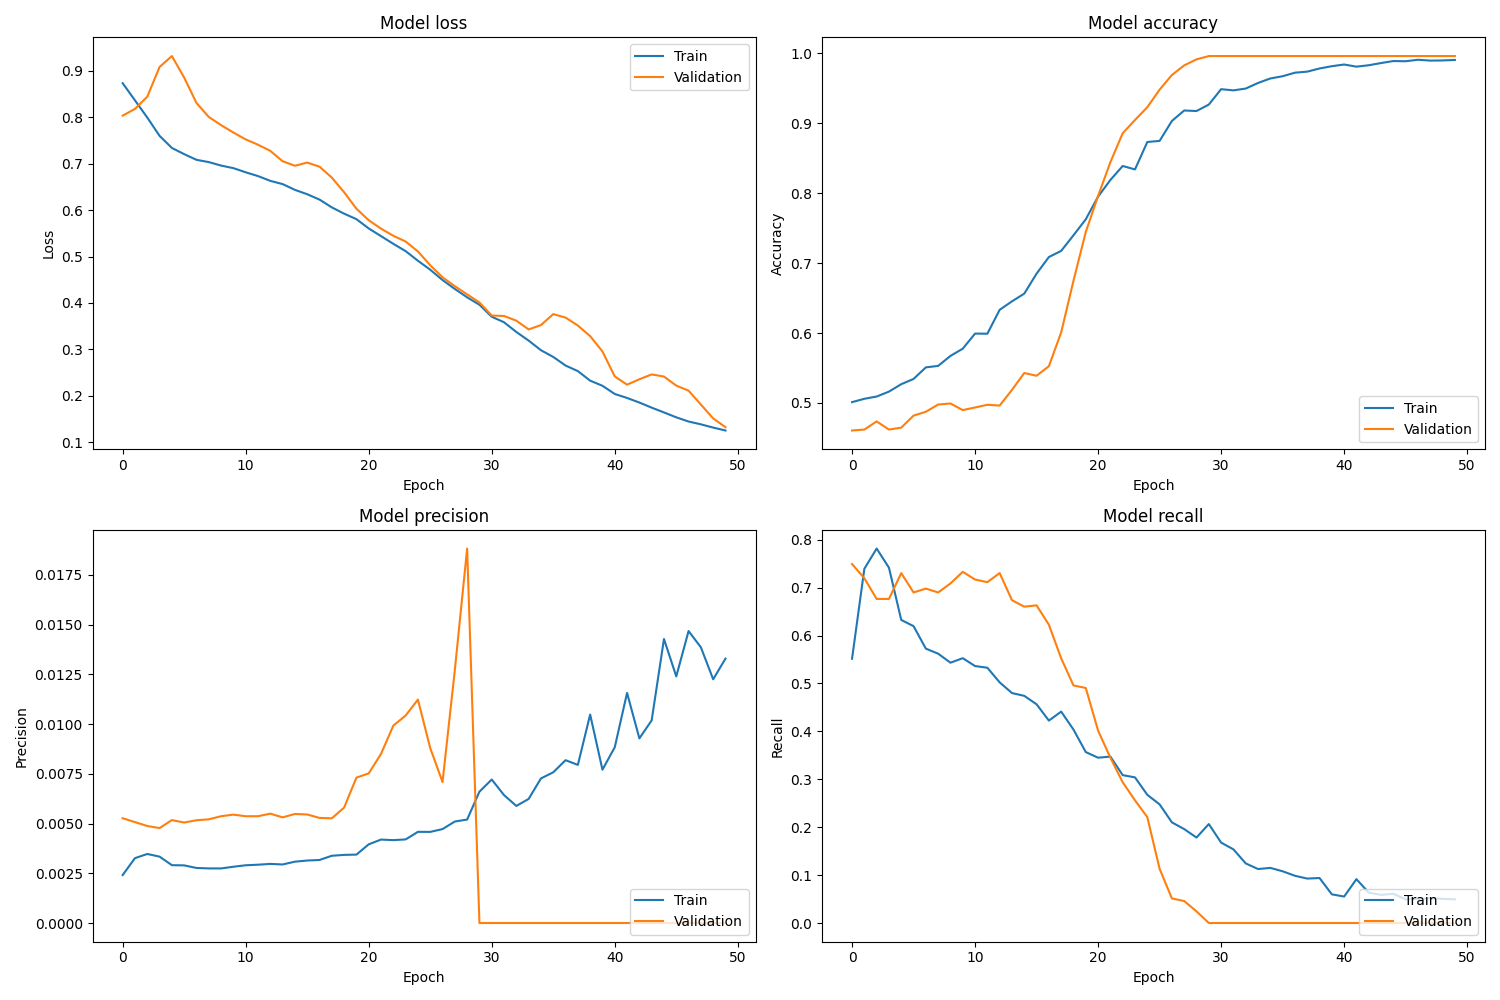 Model loss
Train
Validation
0.9
0.8
0.7
0.6
0.5
0.4
0.3
0.2
0.1
Loss
0 10 20 30 40 50
Epoch
Model accuracy
1.0
0.9
0.8
0.7
0.6
0.5
Accuracy
Train
Validation
0 10 20 30 40 50
Epoch
Model precision
0.0175
0.0150
0.0125
0.0100
0.0075
0.0050
0.0025
0.0000
Precision
Train
Validation
0 10 20 30 40 50
Epoch
Model recall
0.8
0.7
0.6
0.5
0.4
0.3
0.2
0.1
0.0
Recall
Train
Validation
0 10 20 30 40 50
Epoch